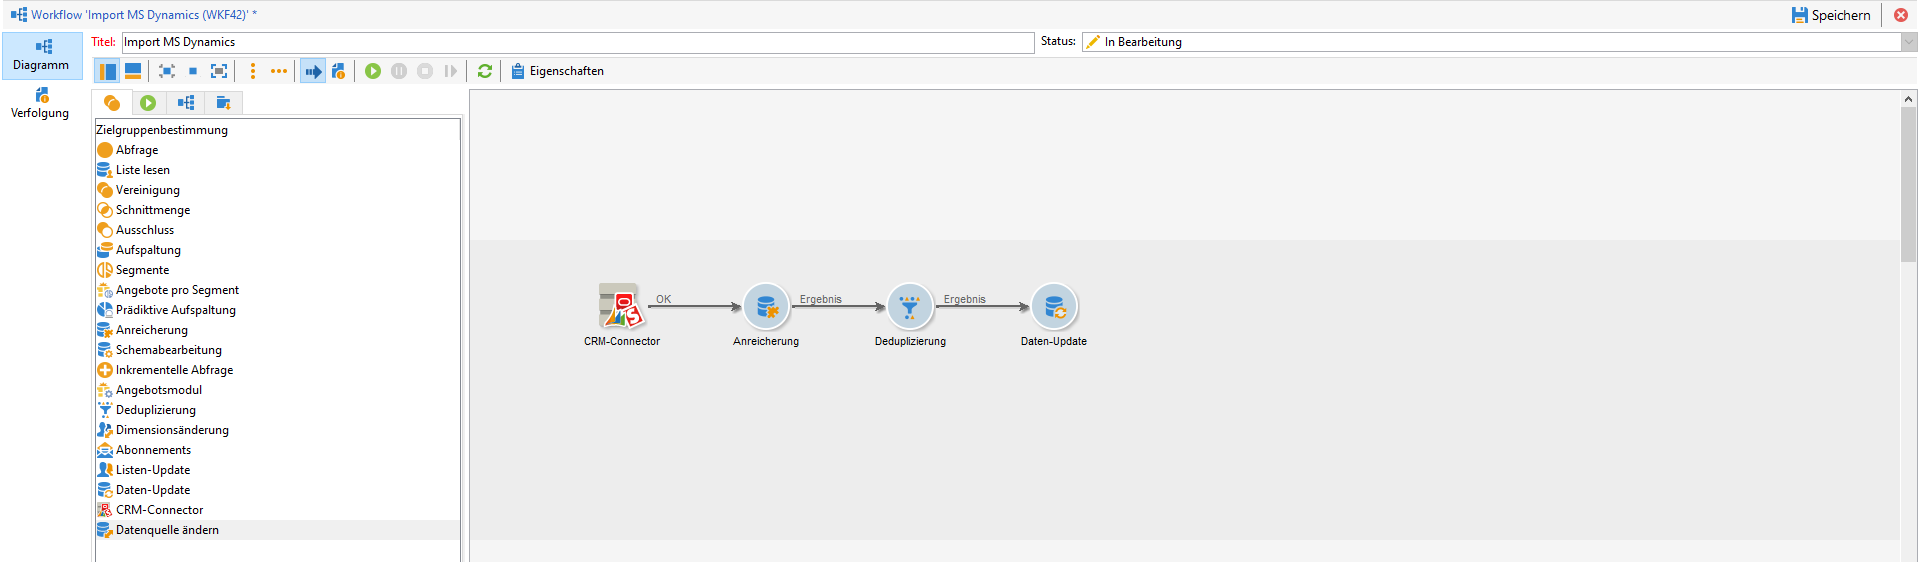 Workflow 'Import MS Dynamics (WKF42)' *
Speichern
Diagramm
Verfolgung
Titel: Import MS Dynamics
Status: In Bearbeitung
Eigenschaften
Zielgruppenbestimmung
Abfrage
Liste lesen
Vereinigung
Schnittmenge
Ausschluss
Aufspaltung
Segmente
Angebote pro Segment
Prädiktive Aufspaltung
Anreicherung
Schemabearbeitung
Inkrementelle Abfrage
Angebotsmodul
Deduplizierung
Dimensionsänderung
Abonnements
Listen-Update
Daten-Update
CRM-Connector
Datenquelle ändern
OK
Ergebnis
Ergebnis
CRM-Connector
Anreicherung
Deduplizierung
Daten-Update